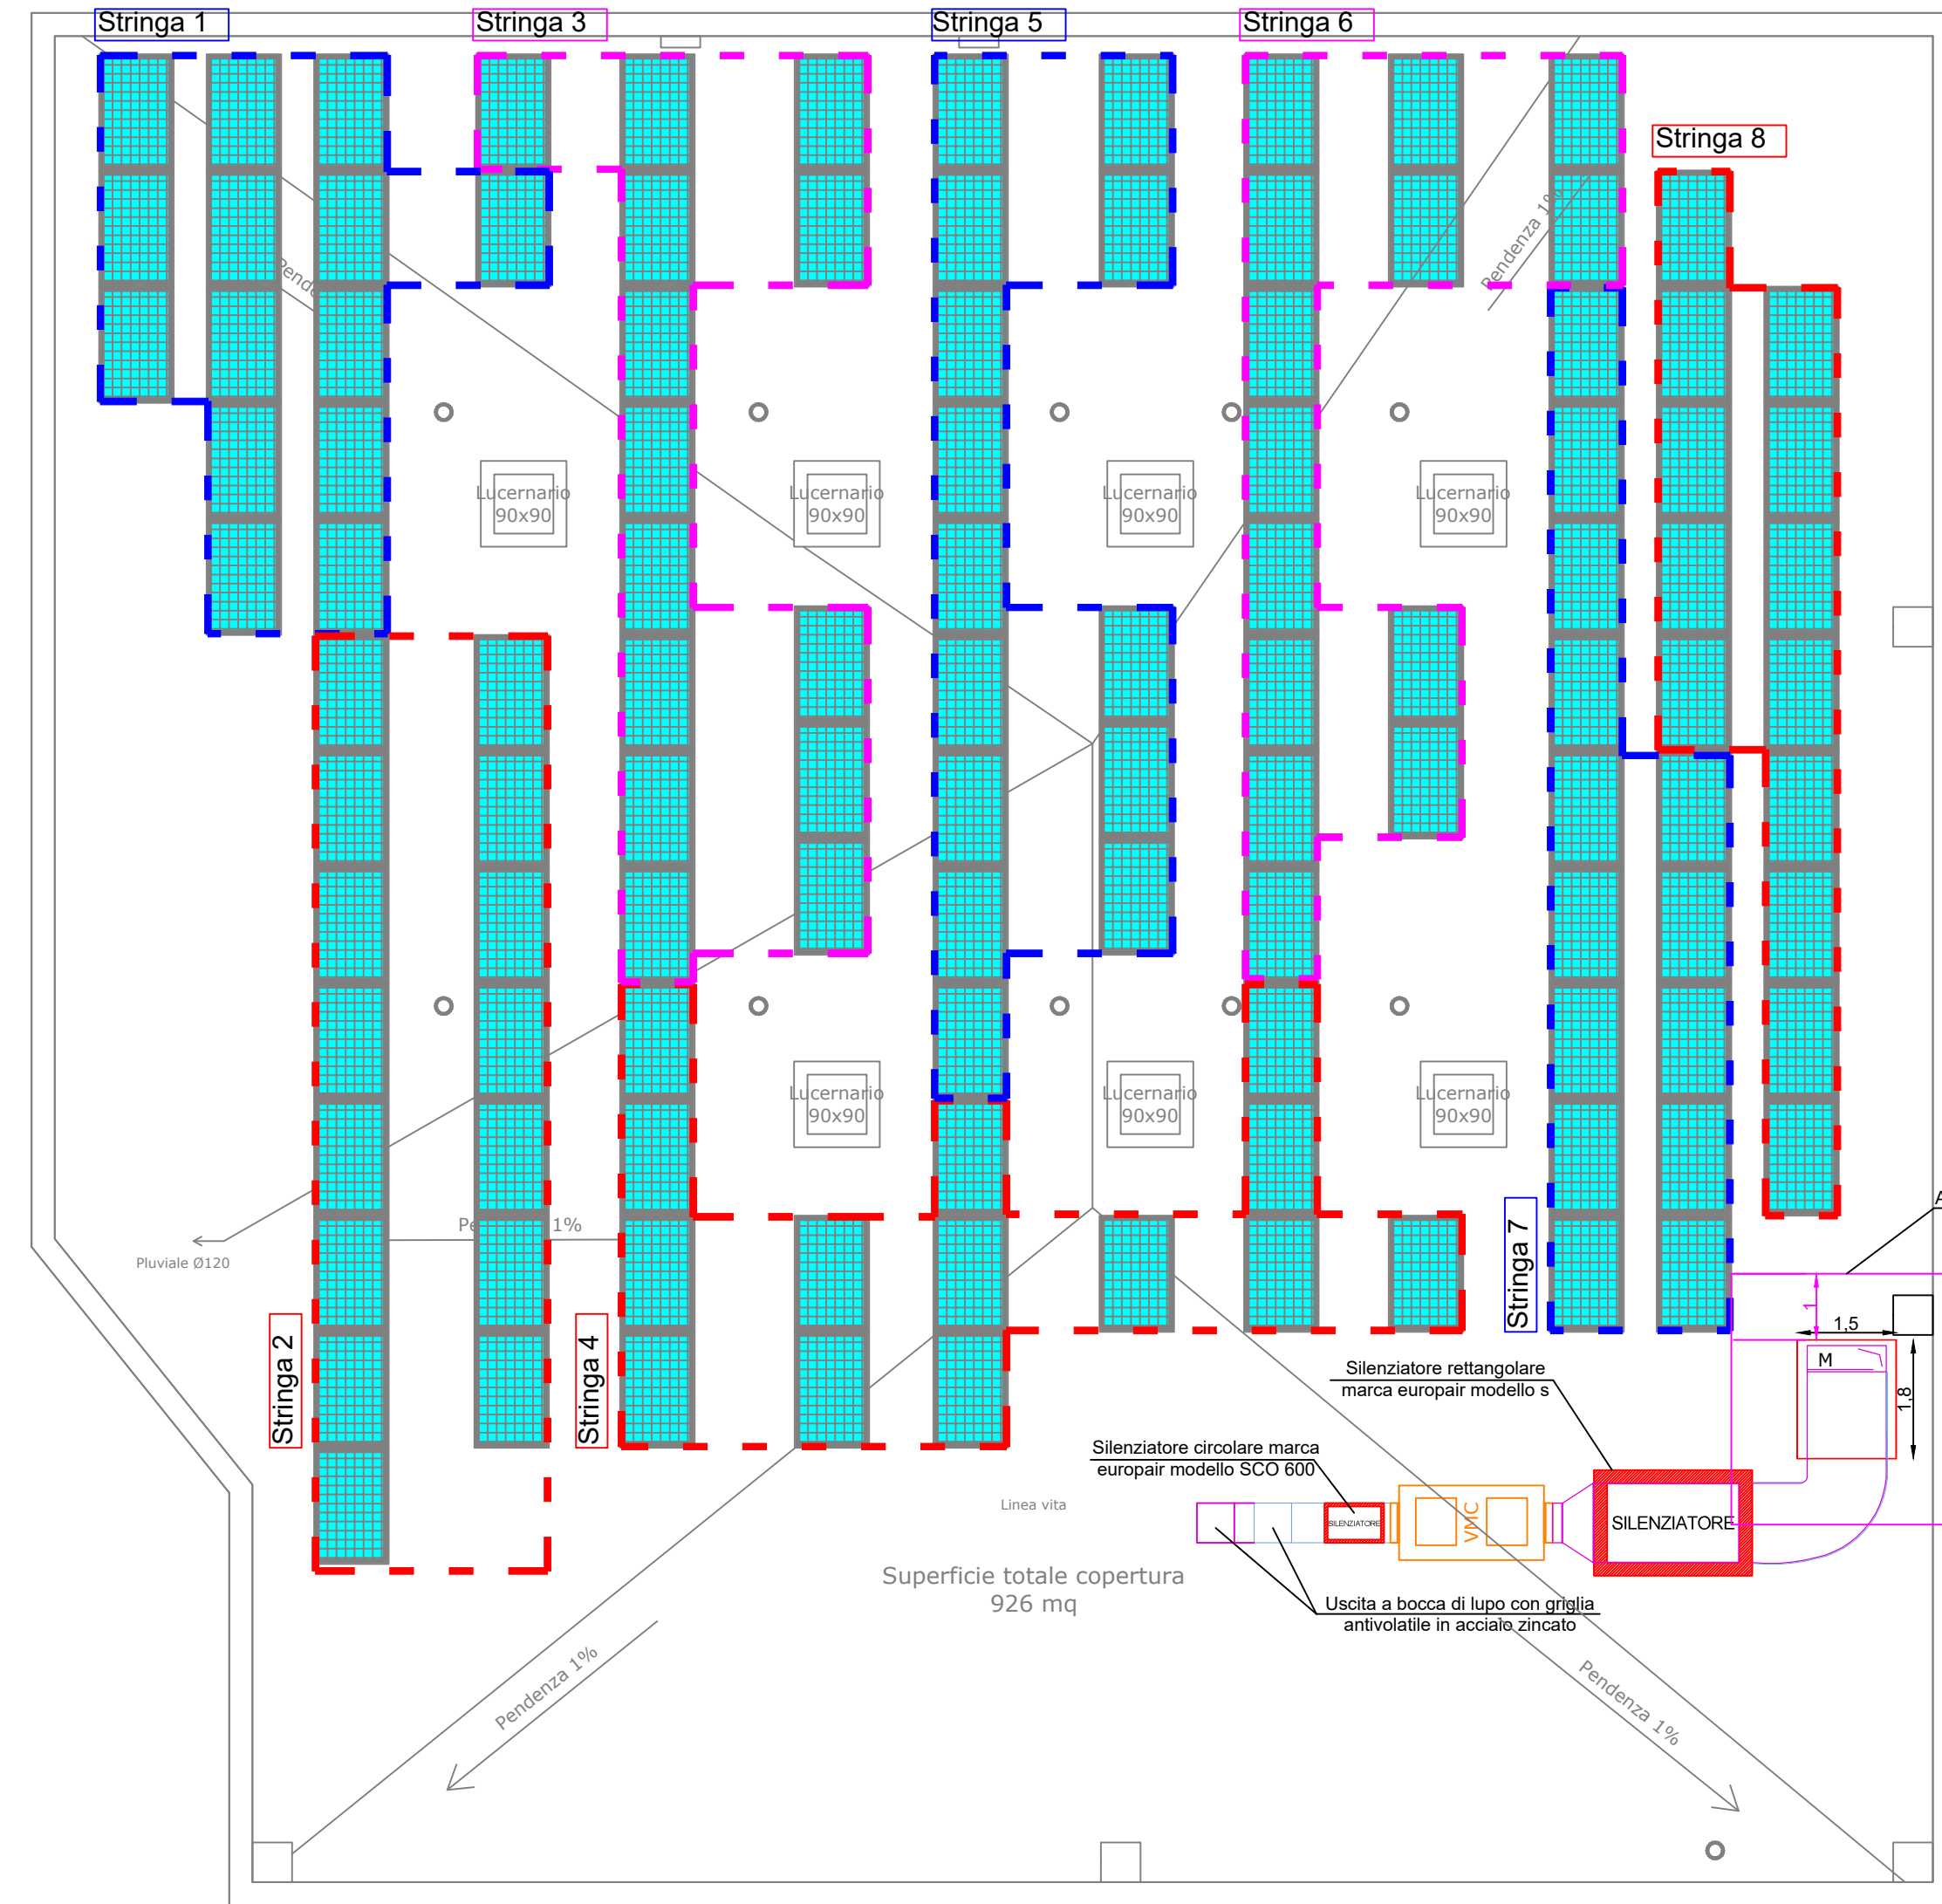 Stringa 1
Stringa 3
Stringa 5
Stringa 6
Stringa 8
Pendenza 1%
Lucernario
90x90
Lucernario
90x90
Lucernario
90x90
Lucernario
90x90
Lucernario
90x90
Lucernario
90x90
Lucernario
90x90
1%
Pluviale Ø120
Stringa 2
Stringa 4
Stringa 7
A
1
1,5
M
1,8
Silenziatore rettangolare
marca europair modello s
Silenziatore circolare marca
europair modello SCO 600
Linea vita
SILENZIATORE
VMC
SILENZIATORE
Superficie totale copertura
926 mq
Uscita a bocca di lupo con griglia
antivolatile in acciaio zincato
Pendenza 1%
Pendenza 1%